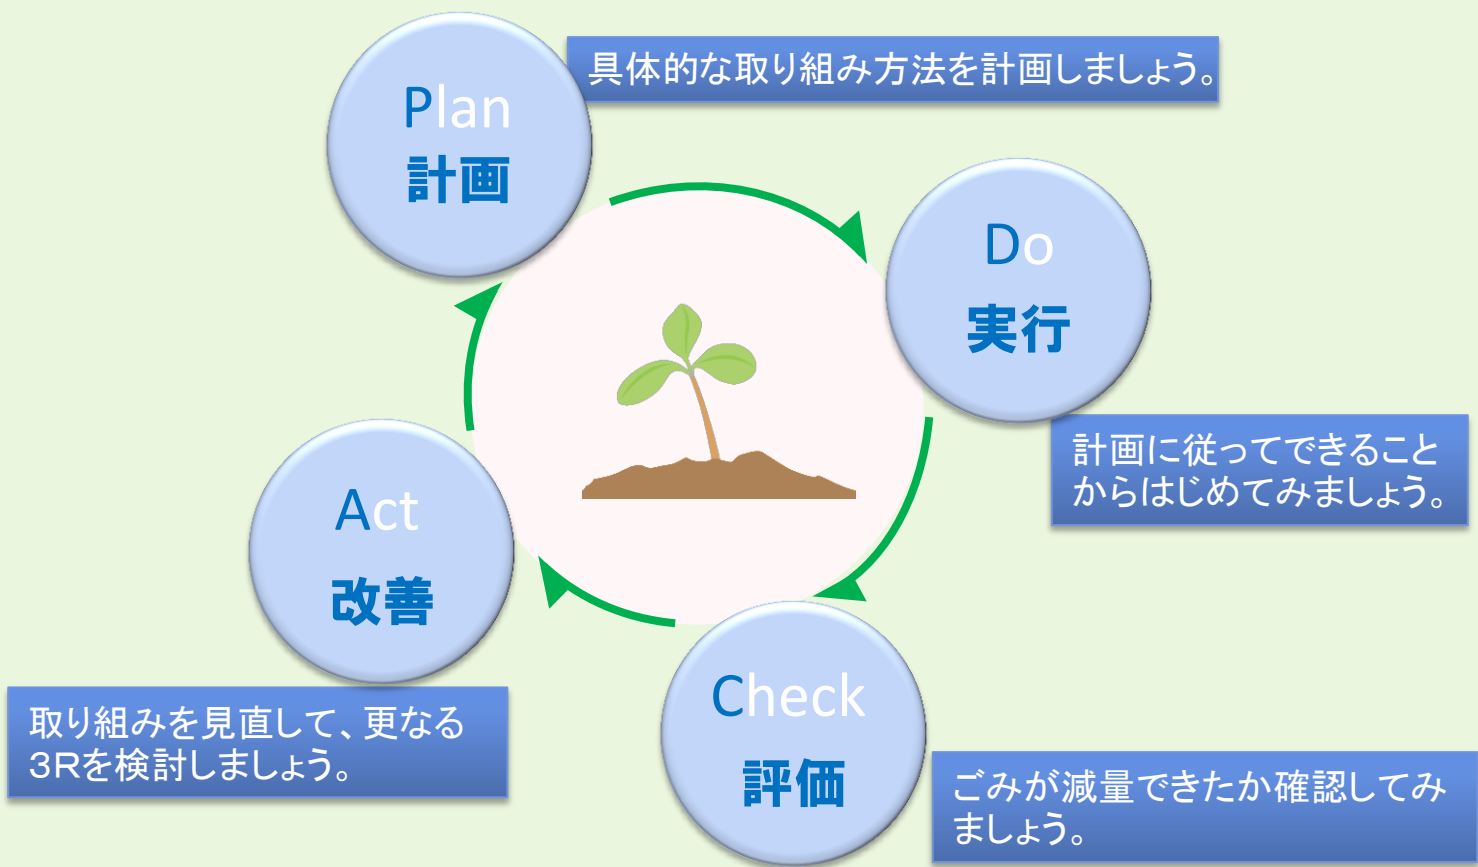 Plan
計画
具体的な取り組み方法を計画しましょう。
Do
実行
計画に従ってできること
からはじめてみましょう。
Check
評価
ごみが減量できたか確認してみ
ましょう。
Act
改善
取り組みを見直して、更なる
３Rを検討しましょう。